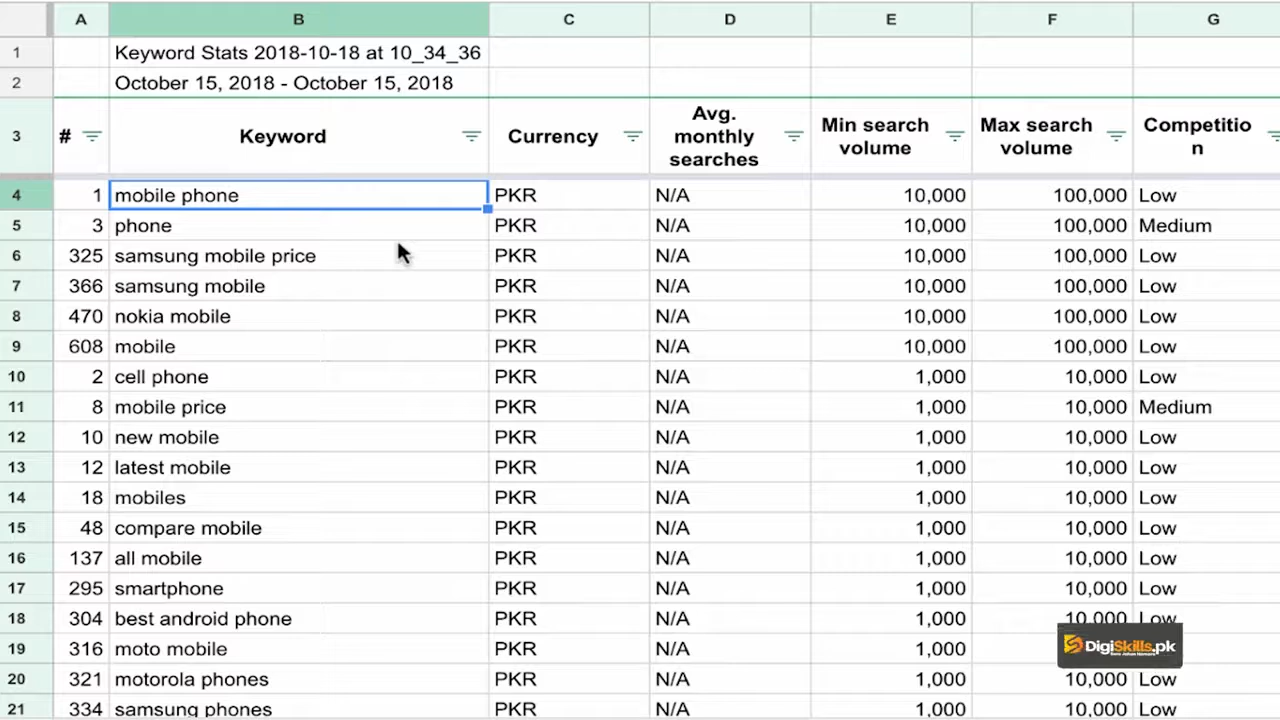 A B C D E F G
1 Keyword Stats 2018-10-18 at 10_34_36
2 October 15, 2018 - October 15, 2018
3 # Keyword Currency Avg. monthly searches Min search volume Max search volume Competition
4 1 mobile phone PKR N/A 10,000 100,000 Low
5 3 phone PKR N/A 10,000 100,000 Medium
6 325 samsung mobile price PKR N/A 10,000 100,000 Low
7 366 samsung mobile PKR N/A 10,000 100,000 Low
8 470 nokia mobile PKR N/A 10,000 100,000 Low
9 608 mobile PKR N/A 10,000 100,000 Low
10 2 cell phone PKR N/A 1,000 10,000 Low
11 8 mobile price PKR N/A 1,000 10,000 Medium
12 10 new mobile PKR N/A 1,000 10,000 Low
13 12 latest mobile PKR N/A 1,000 10,000 Low
14 18 mobiles PKR N/A 1,000 10,000 Low
15 48 compare mobile PKR N/A 1,000 10,000 Low
16 137 all mobile PKR N/A 1,000 10,000 Low
17 295 smartphone PKR N/A 1,000 10,000 Low
18 304 best android phone PKR N/A 1,000 10,000 Low
19 316 moto mobile PKR N/A 1,000
DigiSkills.pk
20 321 motorola phones PKR N/A 1,000 10,000 Low
21 334 samsung phones PKR N/A 1,000 10,000 Low